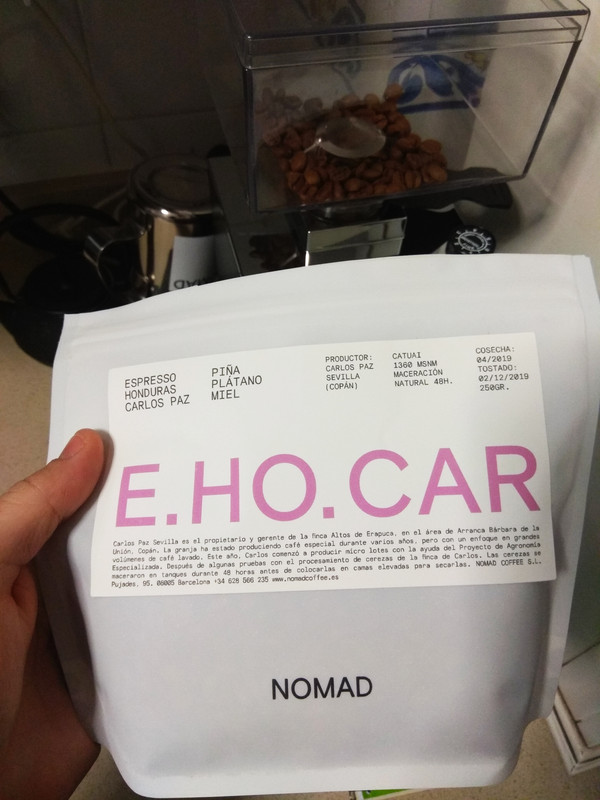 ESPRESSO
HONDURAS
CARLOS PAZ
PIÑA
PLÁTANO
MIEL
PRODUCTOR:
CARLOS PAZ
SEVILLA
(COPÁN)
CATUAI
1360 MSNM
MACERACIÓN
NATURAL 48H.
COSECHA:
04/2019
TOSTADO:
02/12/2019
250GR.
E.HO.CAR
Carlos Paz Sevilla es el propietario y gerente de la finca Altos de Erapuca, en el área de Arranca Bárbara de la
Unión, Copán. La granja ha estado produciendo café especial durante varios años, pero con un enfoque en grandes
volúmenes de café lavado. Este año, Carlos comenzó a producir micro lotes con la ayuda del Proyecto de Agronomía
Especializada. Después de algunas pruebas con el procesamiento de cerezas de la finca de Carlos. Las cerezas se
maceraron en tanques durante 48 horas antes de colocarlas en camas elevadas para secarlas. NOMAD COFFEE S.L.
Pujades, 95, 08005 Barcelona +34 628 566 235 www.nomadcoffee.es
NOMAD